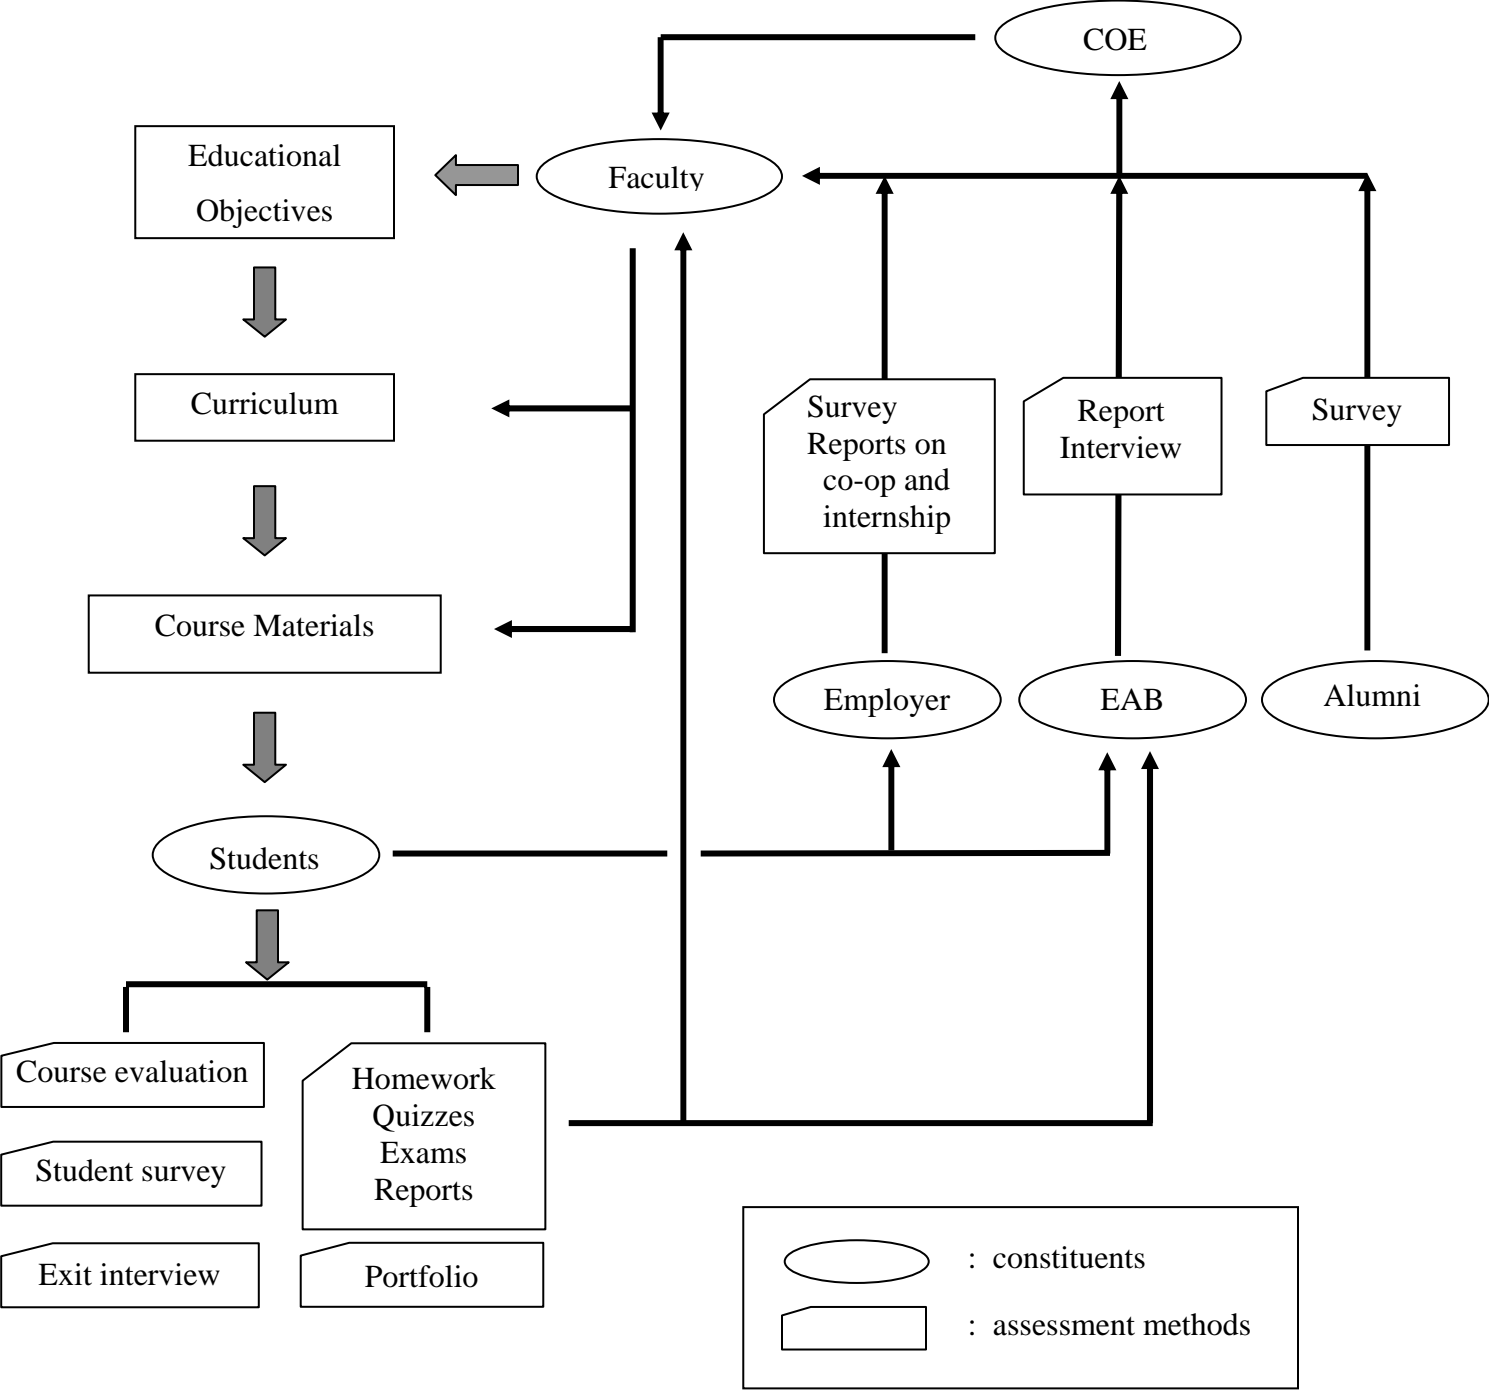 COE
Educational
Objectives
Faculty
Curriculum
Survey
Reports on
co-op and
internship
Report
Interview
Survey
Course Materials
Employer
EAB
Alumni
Students
Course evaluation
Homework
Quizzes
Exams
Reports
Student survey
Exit interview
Portfolio
: constituents
: assessment methods